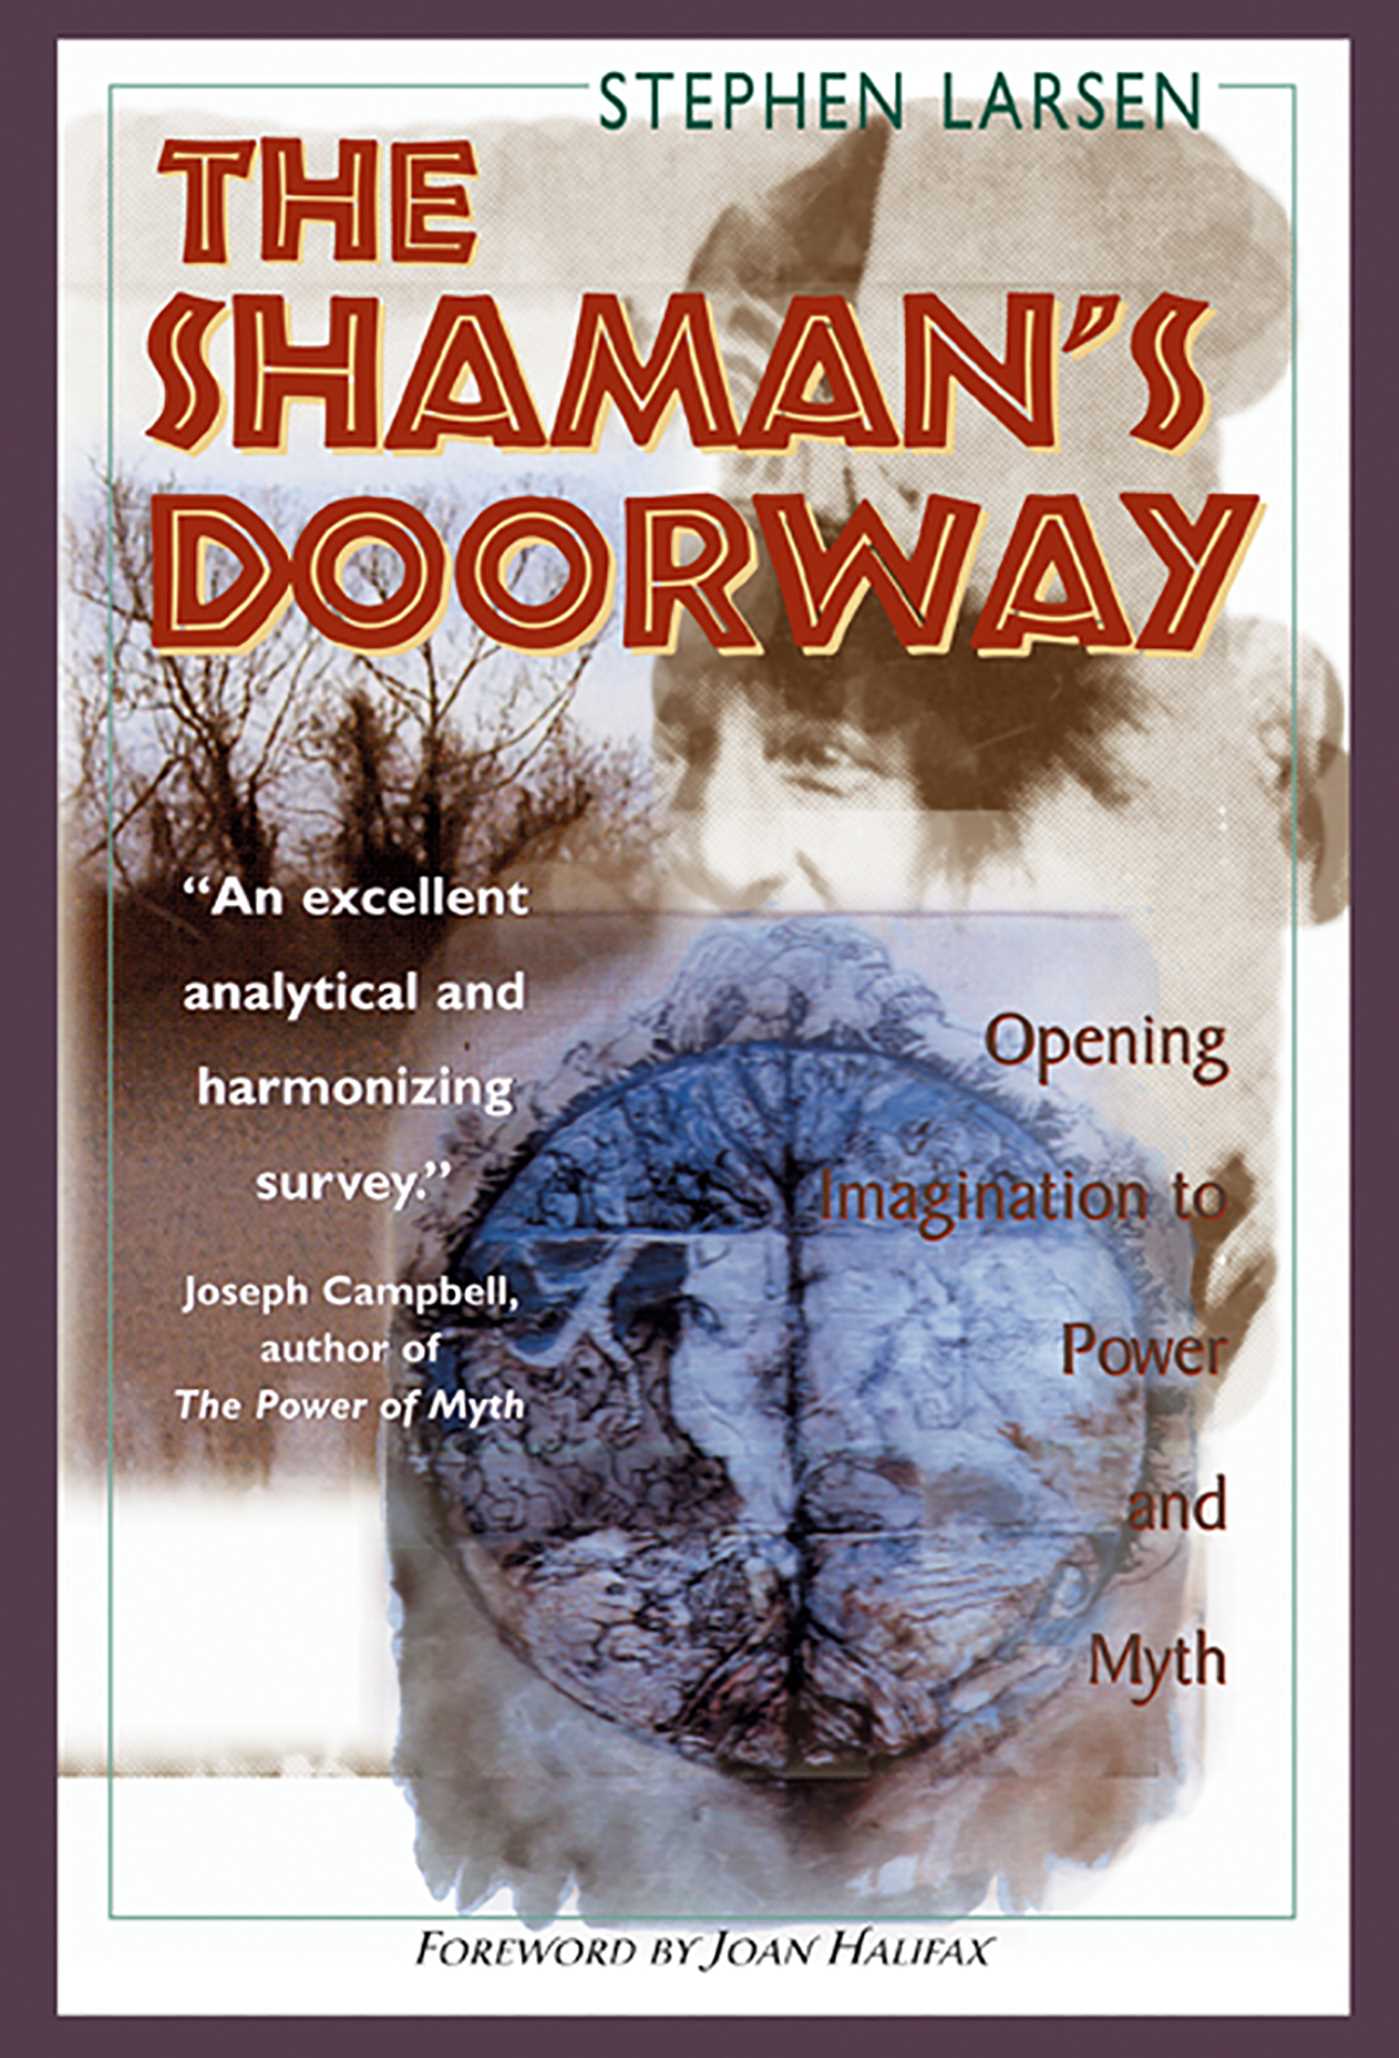 STEPHEN LARSEN
THE
SHAMAN'S
DOORWAY
“An excellent
analytical and
harmonizing
survey.”
Joseph Campbell,
author of
The Power of Myth
Opening
Imagination to
Power
and
Myth
FOREWORD BY JOAN HALIFAX